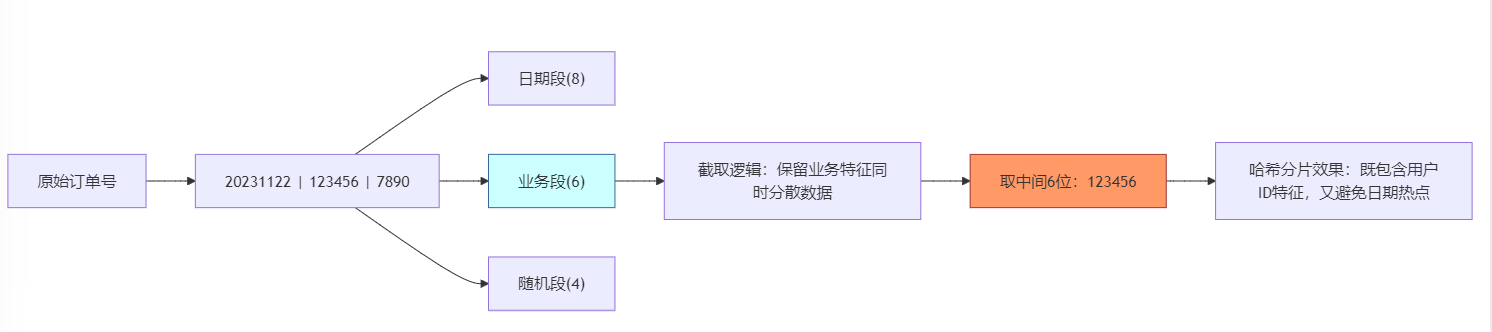 原始订单号
20231122 | 123456 | 7890
日期段(8)
业务段(6)
随机段(4)
截取逻辑：保留业务特征同
时分散数据
取中间6位：123456
哈希分片效果：既包含用户
ID特征，又避免日期热点